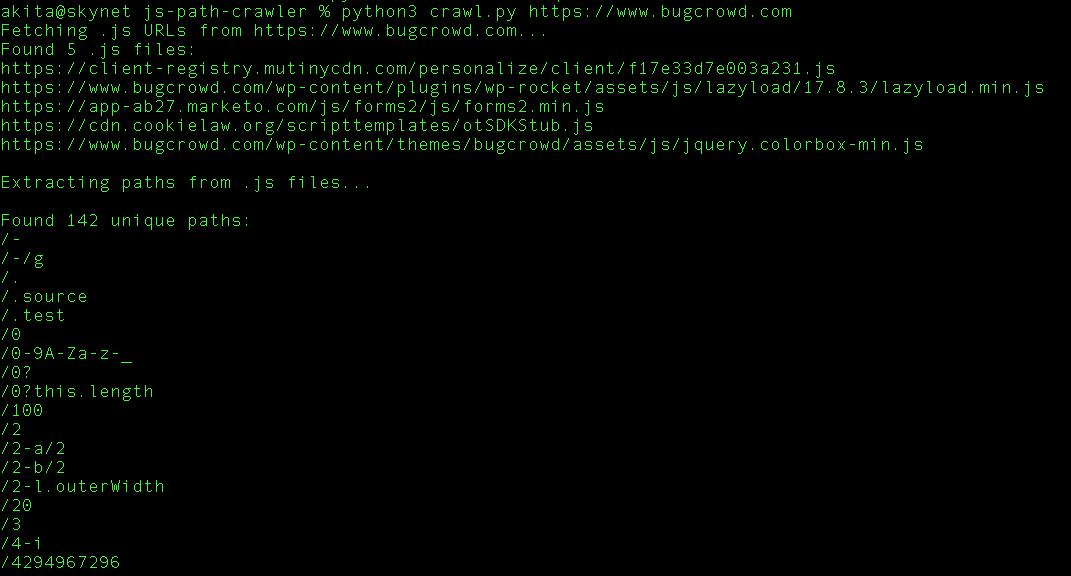 akita@skynet js-path-crawler % python3 crawl.py https://www.bugcrowd.com
Fetching .js URLs from https://www.bugcrowd.com...
Found 5 .js files:
https://client-registry.mutinycdn.com/personalize/client/f17e33d7e003a231.js
https://www.bugcrowd.com/wp-content/plugins/wp-rocket/assets/js/lazyload/17.8.3/lazyload.min.js
https://app-ab27.marketo.com/js/forms2/js/forms2.min.js
https://cdn.cookielaw.org/scripttemplates/otSDKStub.js
https://www.bugcrowd.com/wp-content/themes/bugcrowd/assets/js/jquery.colorbox-min.js
Extracting paths from .js files...
Found 142 unique paths:
/-
/-/g
/.
/.source
/.test
/0
/0-9A-Za-z-_
/0?
/0?this.length
/100
/2
/2-a/2
/2-b/2
/2-l.outerWidth
/20
/3
/4-i
/4294967296